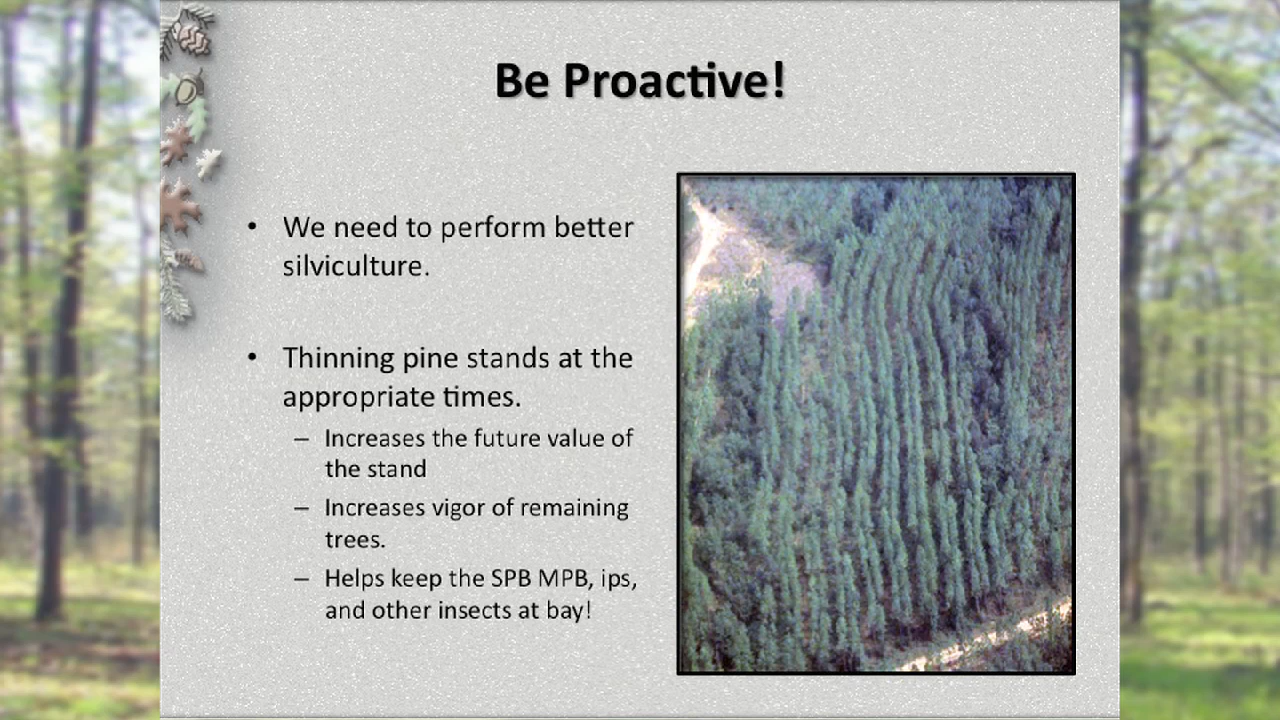 Be Proactive!
• We need to perform better
silviculture.
• Thinning pine stands at the
appropriate times.
– Increases the future value of
the stand
– Increases vigor of remaining
trees.
– Helps keep the SPB MPB, ips,
and other insects at bay!